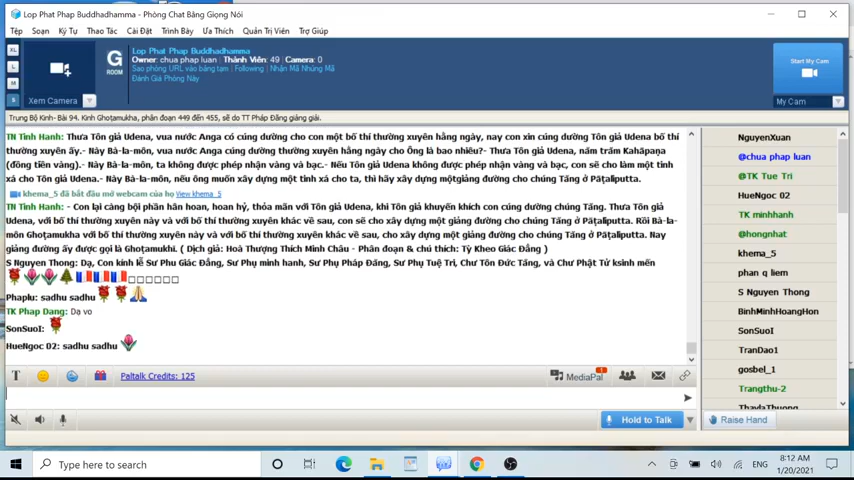 Lop Phat Phap Buddhadhamma - Phòng Chat Bằng Giọng Nói
Tệp Soạn Ký Tự Thao Tác Cài Đặt Trình Bày Ưa Thích Quản Trị Viên Trợ Giúp
XL
L
M
S
Xem Camera
G
ROOM
Lop Phat Phap Buddhadhamma
Owner: chua phap luan Thành Viên: 49 Camera: 0
Sao phòng URL vào bảng tạm | Following | Nhận Mã Nhúng Mã
Đánh Giá Phòng Này
Start My Cam
My Cam
Trung Bộ Kinh- Bài 94. Kinh Ghoṭamukha, phân đoạn 449 đến 455, sẽ do TT Pháp Đăng giảng giải.
TN Tinh Hanh: Thưa Tôn giả Udena, vua nước Anga có cúng dường cho con một bố thí thường xuyên hằng ngày, nay con xin cúng dường Tôn giả Udena bố thí
thường xuyên ấy.- Này Bà-la-môn, vua nước Anga cúng dường thường xuyên hằng ngày cho Ông là bao nhiêu?- Thưa Tôn giả Udena, năm trăm Kahāpaṇa
(đồng tiền vàng).- Này Bà-la-môn, ta không được phép nhận vàng và bạc.- Nếu Tôn giả Udena không được phép nhận vàng và bạc, con sẽ cho làm một tinh
xá cho Tôn giả Udena.- Này Bà-la-môn, nếu ông muốn xây dựng một tinh xá cho ta, thì hãy xây dựng mộtgiảng đường cho chúng Tăng ở Pāṭaliputta.
khema_5 đã bắt đầu mở webcam của họ View khema_5
TN Tinh Hanh: - Con lại càng bội phần hân hoan, hoan hỷ, thỏa mãn với Tôn giả Udena, khi Tôn giả khuyến khích con cúng dường chúng Tăng. Thưa Tôn giả
Udena, với bố thí thường xuyên này và với bố thí thường xuyên khác về sau, con sẽ cho xây dựng một giảng đường cho chúng Tăng ở Pāṭaliputta. Rồi Bà-la-
môn Ghotamukha với bố thí thường xuyên này và với bố thí thường xuyên khác về sau, cho xây dựng một giảng đường cho chúng Tăng ở Pāṭaliputta. Nay
giảng đường ấy được gọi là Ghoṭamukhi. ( Dịch giả: Hoà Thượng Thích Minh Châu - Phân đoạn & chú thích: Tỳ Kheo Giác Đẳng )
S Nguyen Thong: Dạ, Con kính lễ Sư Phu Giác Đẳng, Sư Phụ minh hanh, Sư Phụ Pháp Đăng, Sư Phụ Tuệ Trị, Chư Tôn Đức Tăng, và Chư Phật Tử ksinh mến
Phaplu: sadhu sadhu
TK Phap Dang: Dạ vo
SonSuoI:
HueNgoc 02: sadhu sadhu
NguyenXuan
@chua phap luan
@TK Tue Tri
HueNgoc 02
TK minhhanh
@hongnhat
khema_5
phan q liem
S Nguyen Thong
BinhMinhHoangHon
SonSuoI
TranDao1
gosbel_1
Trangthu-2
ThaylaThuong
T
Paltalk Credits: 125
MediaPal
1
Hold to Talk
Raise Hand
Type here to search
ENG
8:12 AM
1/20/2021